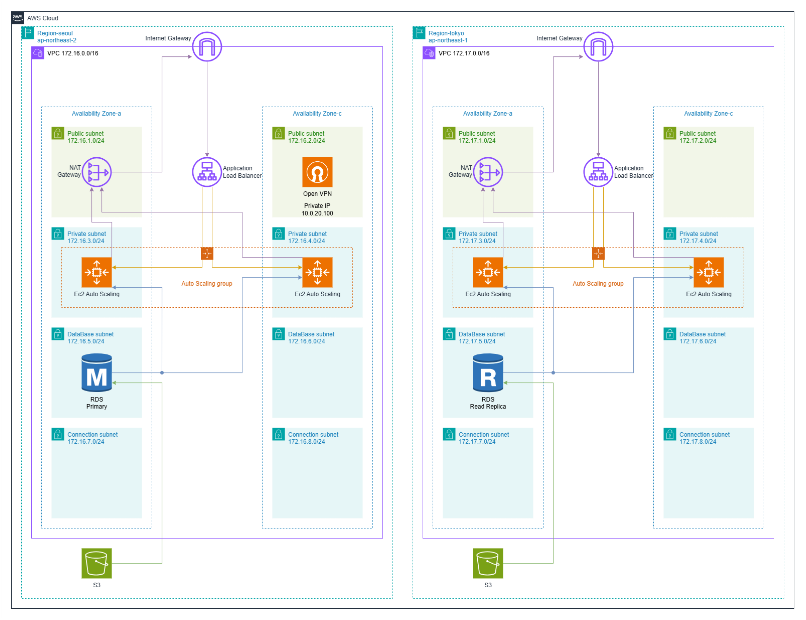 aws
AWS Cloud
Region-seoul
ap-northeast-2
Internet Gateway
VPC 172.16.0.0/16
Availability Zone-a
Availability Zone-c
Public subnet
172.16.1.0/24
Public subnet
172.16.2.0/24
NAT
Gateway
Application
Load Balancer
Open VPN
Private IP
10.0.20.100
Private subnet
172.16.3.0/24
Private subnet
172.16.4.0/24
Ec2 Auto Scaling
Auto Scaling group
Ec2 Auto Scaling
DataBase subnet
172.16.5.0/24
DataBase subnet
172.16.6.0/24
M
RDS
Primary
Connection subnet
172.16.7.0/24
Connection subnet
172.16.8.0/24
S3
Region-tokyo
ap-northeast-1
Internet Gateway
VPC 172.17.0.0/16
Availability Zone-a
Availability Zone-c
Public subnet
172.17.1.0/24
Public subnet
172.17.2.0/24
NAT
Gateway
Application
Load Balancer
Private subnet
172.17.3.0/24
Private subnet
172.17.4.0/24
Ec2 Auto Scaling
Auto Scaling group
Ec2 Auto Scaling
DataBase subnet
172.17.5.0/24
DataBase subnet
172.17.6.0/24
R
RDS
Read Replica
Connection subnet
172.17.7.0/24
Connection subnet
172.17.8.0/24
S3